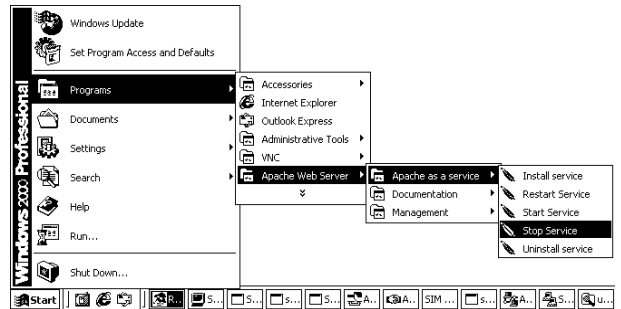 Windows 2000 Professional
Windows Update
Set Program Access and Defaults
Programs
Documents
Settings
Search
Help
Run...
Shut Down...
Accessories
Internet Explorer
Outlook Express
Administrative Tools
VNC
Apache Web Server
Apache as a service
Documentation
Management
Install service
Restart Service
Start Service
Stop Service
Uninstall service
Start R... S... S... s... S... A... A... SIM ... s... A... S... u...